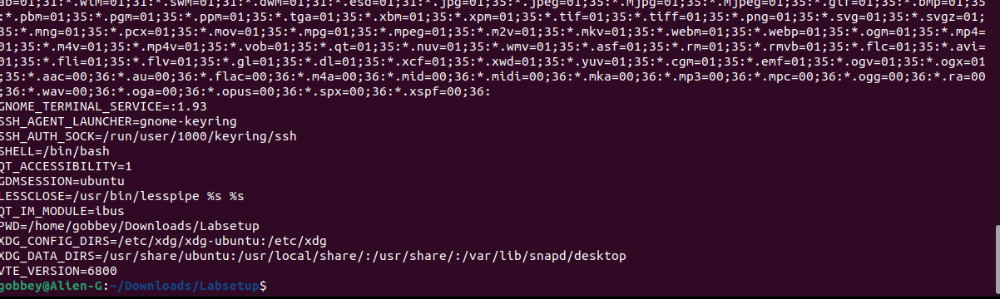 ab=01;31:*.wim=01;31:*.swm=01;31:*.dwm=01;31:*.esd=01;31:*.jpg=01;35:*.jpeg=01;35:*.mjpg=01;35:*.mjpeg=01;35:*.gif=01;35:*.bmp=01;35
:*.pbm=01;35:*.pgm=01;35:*.ppm=01;35:*.tga=01;35:*.xbm=01;35:*.xpm=01;35:*.tif=01;35:*.tiff=01;35:*.png=01;35:*.svg=01;35:*.svgz=01;
35:*.mng=01;35:*.pcx=01;35:*.mov=01;35:*.mpg=01;35:*.mpeg=01;35:*.m2v=01;35:*.mkv=01;35:*.webm=01;35:*.webp=01;35:*.ogm=01;35:*.mp4=
01;35:*.m4v=01;35:*.mp4v=01;35:*.vob=01;35:*.qt=01;35:*.nuv=01;35:*.wmv=01;35:*.asf=01;35:*.rm=01;35:*.rmvb=01;35:*.flc=01;35:*.avi=
01;35:*.fli=01;35:*.flv=01;35:*.gl=01;35:*.dl=01;35:*.xcf=01;35:*.xwd=01;35:*.yuv=01;35:*.cgm=01;35:*.emf=01;35:*.ogv=01;35:*.ogx=01
;35:*.aac=00;36:*.au=00;36:*.flac=00;36:*.m4a=00;36:*.mid=00;36:*.midi=00;36:*.mka=00;36:*.mp3=00;36:*.mpc=00;36:*.ogg=00;36:*.ra=00
;36:*.wav=00;36:*.oga=00;36:*.opus=00;36:*.spx=00;36:*.xspf=00;36:
GNOME_TERMINAL_SERVICE=:1.93
SSH_AGENT_LAUNCHER=gnome-keyring
SSH_AUTH_SOCK=/run/user/1000/keyring/ssh
SHELL=/bin/bash
QT_ACCESSIBILITY=1
GDMSESSION=ubuntu
LESSCLOSE=/usr/bin/lesspipe %s %s
QT_IM_MODULE=ibus
PWD=/home/gobbey/Downloads/Labsetup
XDG_CONFIG_DIRS=/etc/xdg/xdg-ubuntu:/etc/xdg
XDG_DATA_DIRS=/usr/share/ubuntu:/usr/local/share/:/usr/share/:/var/lib/snapd/desktop
VTE_VERSION=6800
gobbey@Alien-G:~/Downloads/Labsetup$